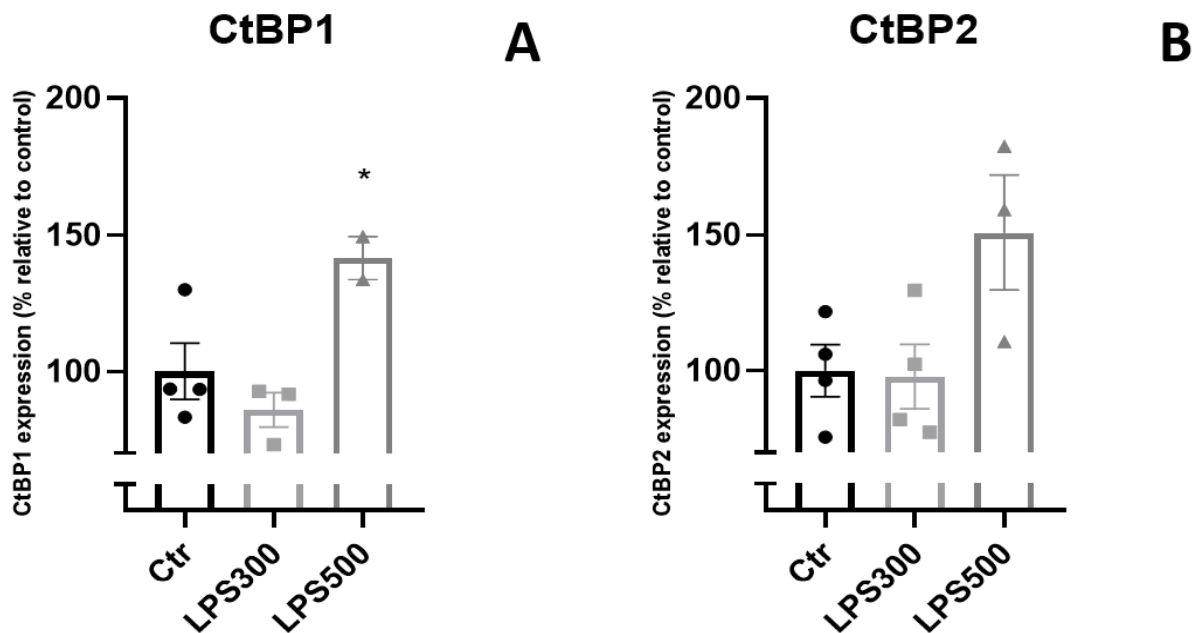 CtBP1
A
CtBP1 expression (% relative to control)
200
150
100
*
Ctr
LPS300
LPS500
CtBP2
B
CtBP2 expression (% relative to control)
200
150
100
Ctr
LPS300
LPS500